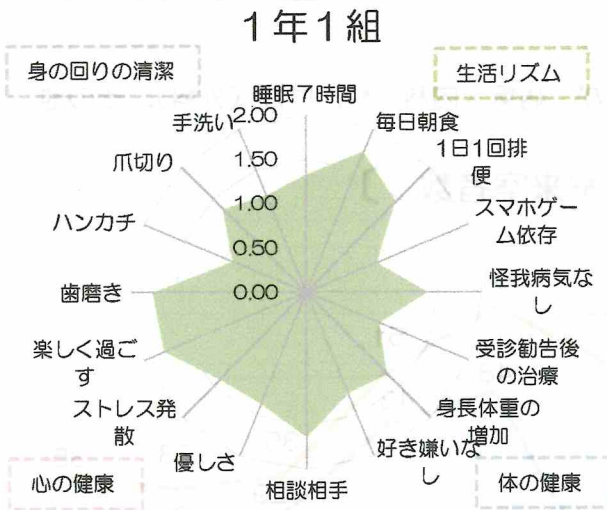 1年1組
身の回りの清潔
生活リズム
睡眠7時間
2.00
手洗い
毎日朝食
1.50
1日1回排
便
爪切り
1.00
スマホゲー
ム依存
ハンカチ
0.50
歯磨き
0.00
怪我病気な
し
楽しく過ご
す
受診勧告後
の治療
ストレス発
散
身長体重の
増加
優しさ
好き嫌いな
し
相談相手
心の健康
体の健康